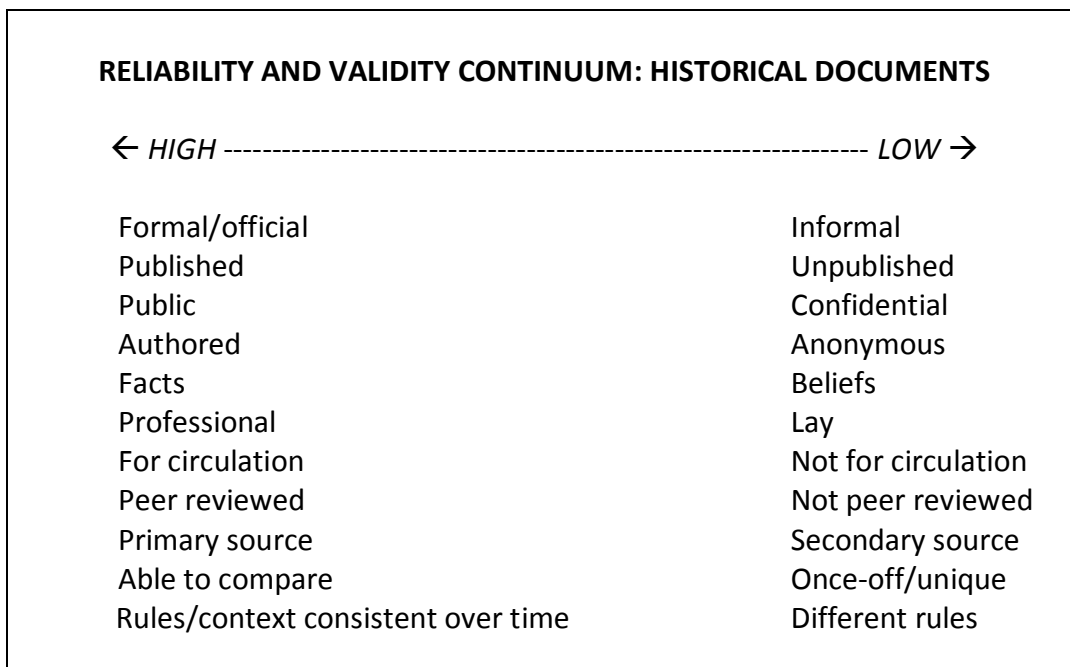 RELIABILITY AND VALIDITY CONTINUUM: HISTORICAL DOCUMENTS
← HIGH ------------------------------------------------------------------- LOW →
Formal/official Informal
Published Unpublished
Public Confidential
Authored Anonymous
Facts Beliefs
Professional Lay
For circulation Not for circulation
Peer reviewed Not peer reviewed
Primary source Secondary source
Able to compare Once-off/unique
Rules/context consistent over time Different rules